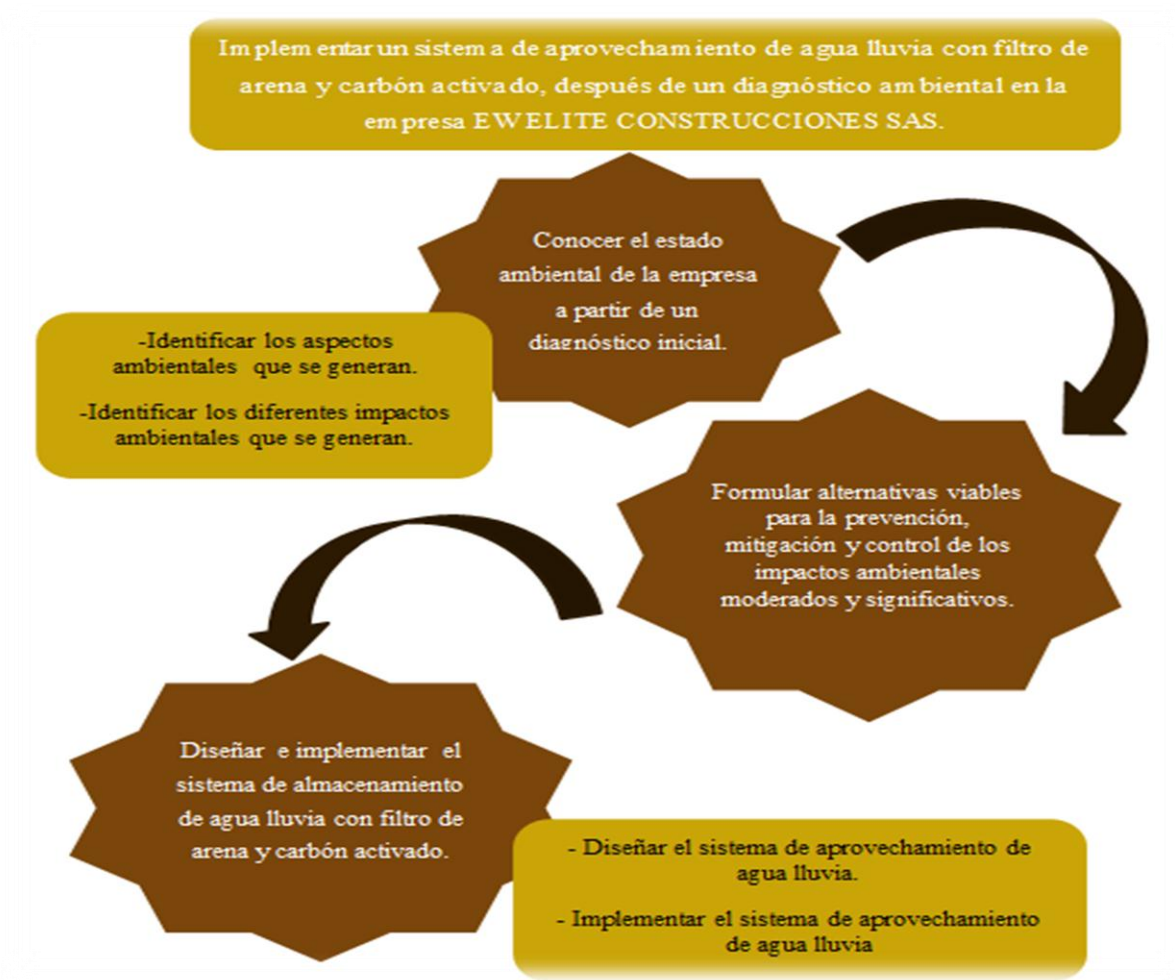 Implementar un sistema de aprovechamiento de agua lluvia con filtro de
arena y carbón activado, después de un diagnóstico ambiental en la
empresa EWELITE CONSTRUCCIONES SAS.
Conocer el estado
ambiental de la empresa
a partir de un
diagnóstico inicial.
-Identificar los aspectos
ambientales que se generan.
-Identificar los diferentes impactos
ambientales que se generan.
Formular alternativas viables
para la prevención,
mitigación y control de los
impactos ambientales
moderados y significativos.
Diseñar e implementar el
sistema de almacenamiento
de agua lluvia con filtro de
arena y carbón activado.
- Diseñar el sistema de aprovechamiento de
agua lluvia.
- Implementar el sistema de aprovechamiento
de agua lluvia